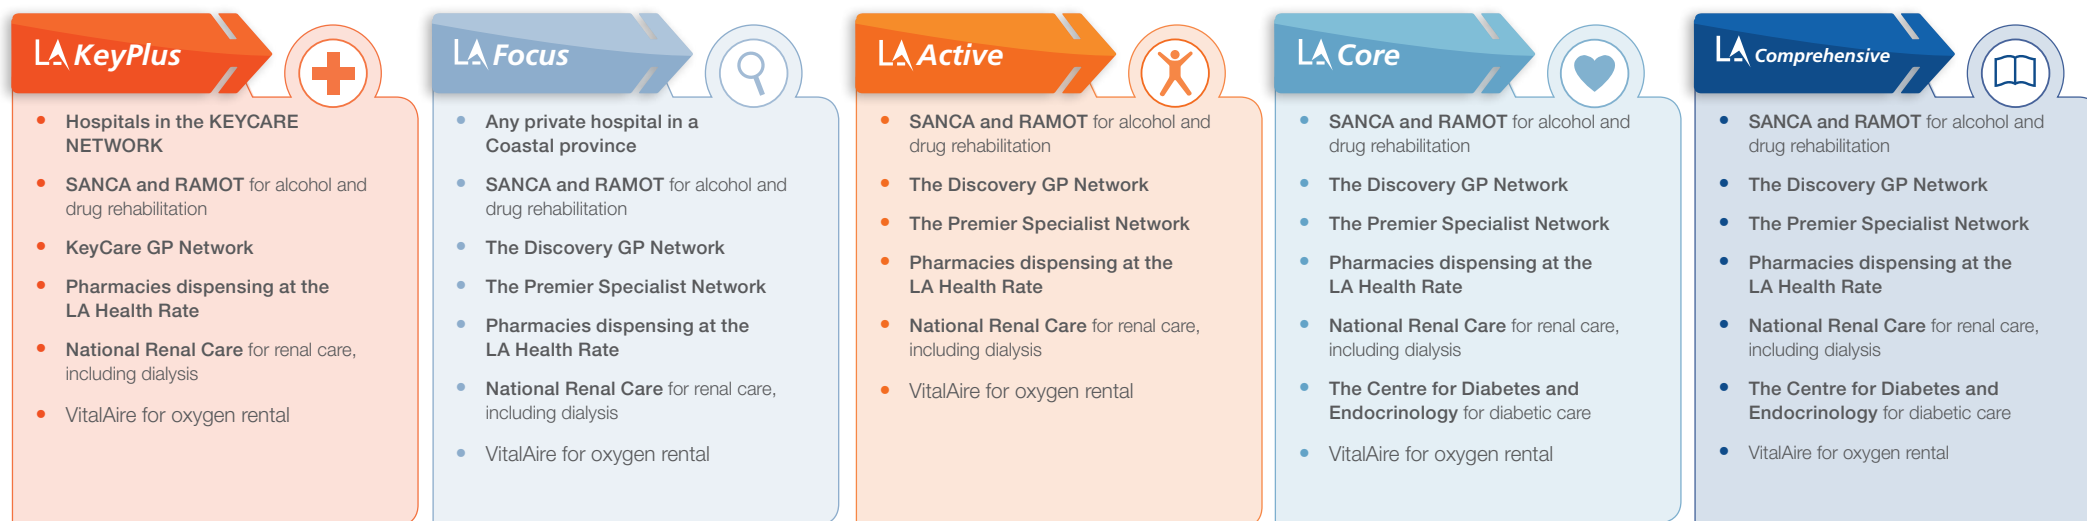 LA KeyPlus
• Hospitals in the KEYCARE
NETWORK
• SANCA and RAMOT for alcohol and
drug rehabilitation
• KeyCare GP Network
• Pharmacies dispensing at the
LA Health Rate
• National Renal Care for renal care,
including dialysis
• VitalAire for oxygen rental
LA Focus
• Any private hospital in a
Coastal province
• SANCA and RAMOT for alcohol and
drug rehabilitation
• The Discovery GP Network
• The Premier Specialist Network
• Pharmacies dispensing at the
LA Health Rate
• National Renal Care for renal care,
including dialysis
• VitalAire for oxygen rental
LA Active
• SANCA and RAMOT for alcohol and
drug rehabilitation
• The Discovery GP Network
• The Premier Specialist Network
• Pharmacies dispensing at the
LA Health Rate
• National Renal Care for renal care,
including dialysis
• VitalAire for oxygen rental
LA Core
• SANCA and RAMOT for alcohol and
drug rehabilitation
• The Discovery GP Network
• The Premier Specialist Network
• Pharmacies dispensing at the
LA Health Rate
• National Renal Care for renal care,
including dialysis
• The Centre for Diabetes and
Endocrinology for diabetic care
• VitalAire for oxygen rental
LA Comprehensive
• SANCA and RAMOT for alcohol and
drug rehabilitation
• The Discovery GP Network
• The Premier Specialist Network
• Pharmacies dispensing at the
LA Health Rate
• National Renal Care for renal care,
including dialysis
• The Centre for Diabetes and
Endocrinology for diabetic care
• VitalAire for oxygen rental